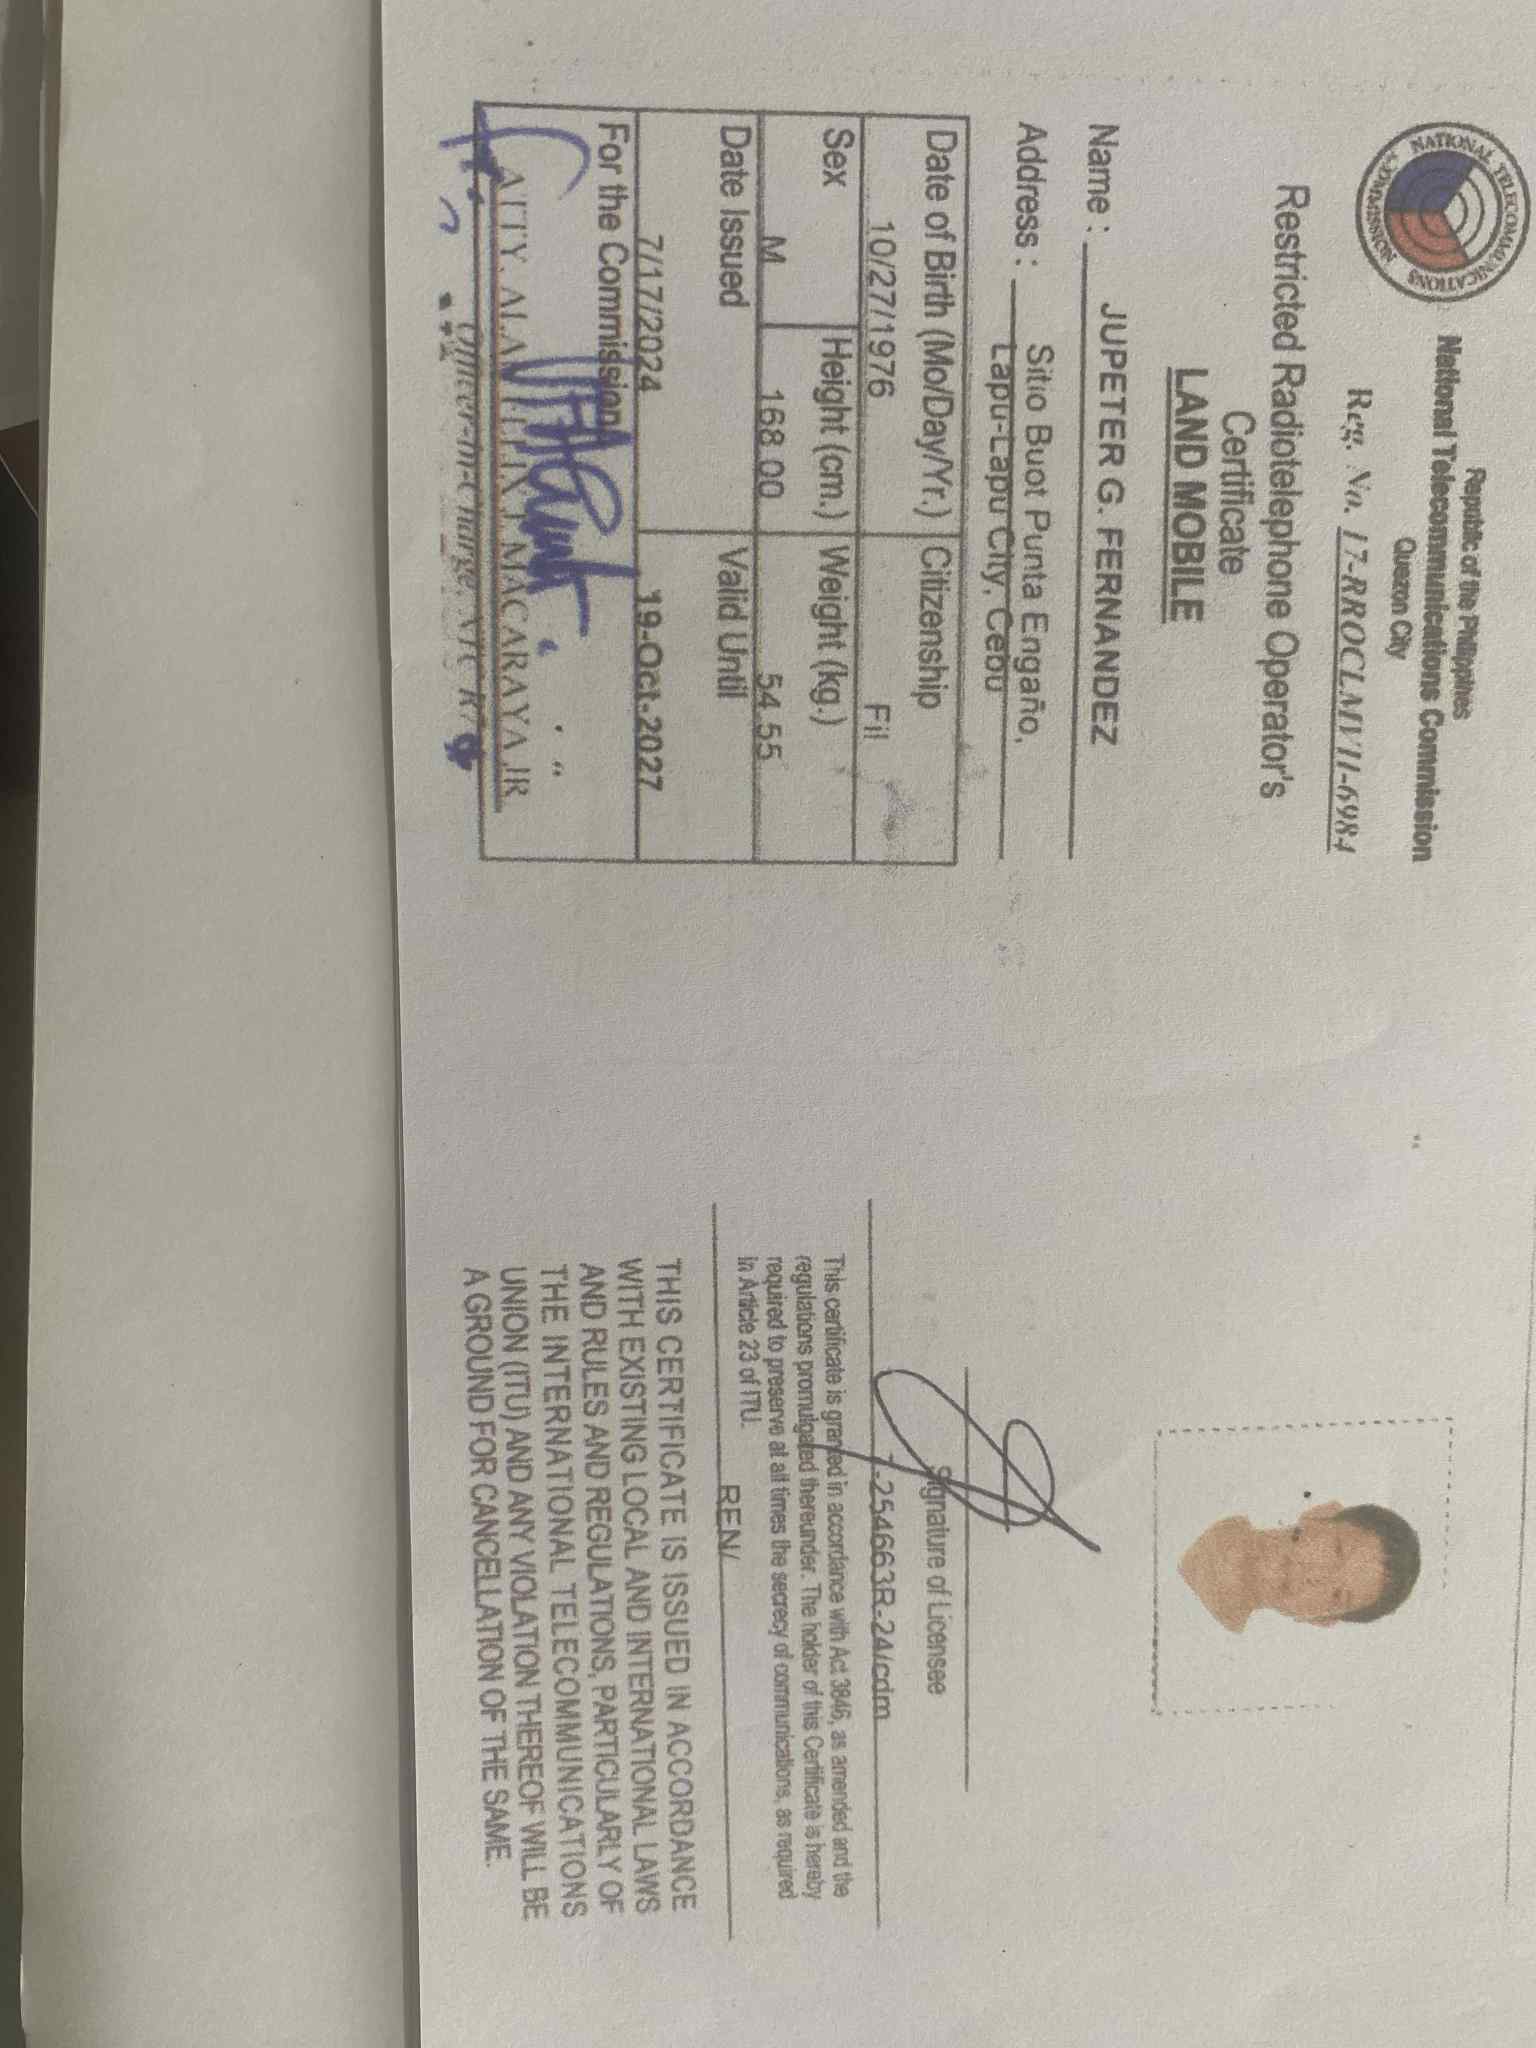 NATIONAL TELECOMMUNICATIONS COMMISSION
Republic of the Philippines
National Telecommunications Commission
Quezon City
Reg. No. 17-RROCLMVII-6984
Restricted Radiotelephone Operator's
Certificate
LAND MOBILE
Name : JUPETER G. FERNANDEZ
Address : Sitio Buot Punta Engaño,
Lapu-Lapu City, Cebu
Date of Birth (Mo/Day/Yr.) Citizenship
10/27/1976 Fil
Sex Height (cm.) Weight (kg.)
M 168.00 54.55
Date Issued Valid Until
7/17/2024 19-Oct-2027
For the Commission
ATTY. MACARAYA JR
Officer-In-Charge, NTC R7
Signature of Licensee
-254663R-24/cdm
This certificate is granted in accordance with Act 3846, as amended and the
regulations promulgated thereunder. The holder of this Certificate is hereby
required to preserve at all times the secrecy of communications, as required
in Article 23 of ITU.
REN/
THIS CERTIFICATE IS ISSUED IN ACCORDANCE
WITH EXISTING LOCAL AND INTERNATIONAL LAWS
AND RULES AND REGULATIONS, PARTICULARLY OF
THE INTERNATIONAL TELECOMMUNICATIONS
UNION (ITU) AND ANY VIOLATION THEREOF WILL BE
A GROUND FOR CANCELLATION OF THE SAME.